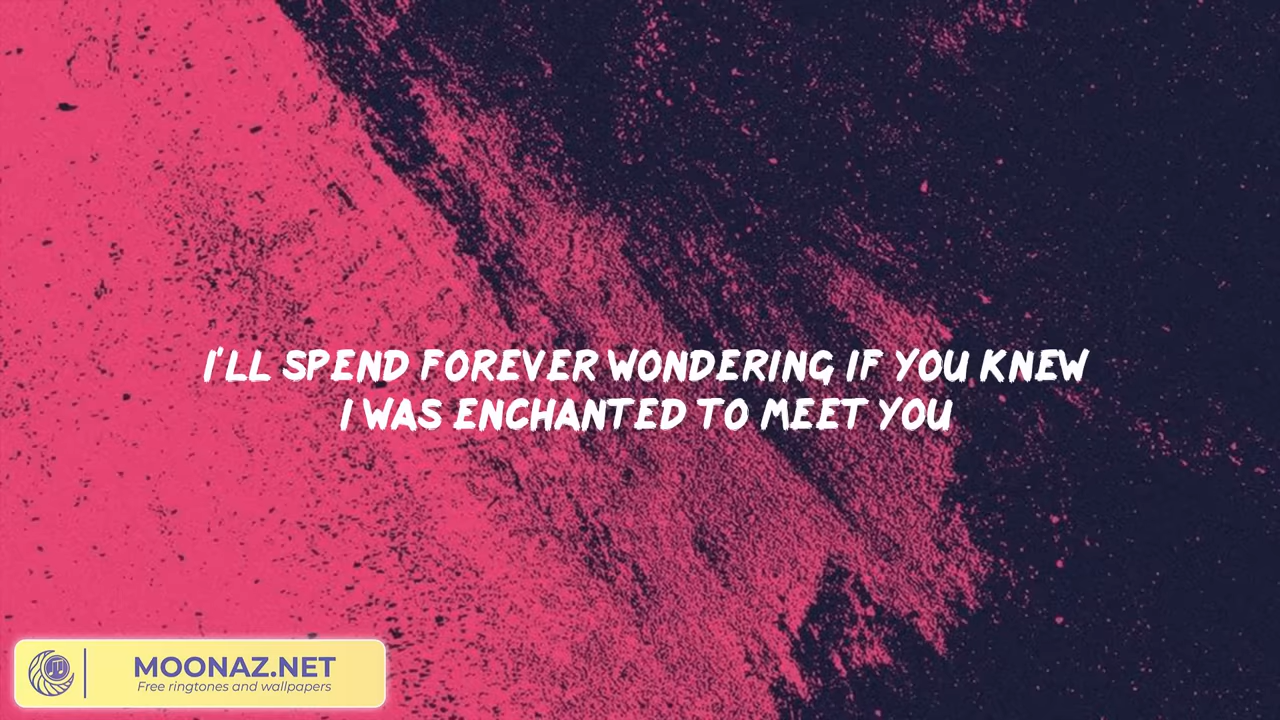 I'LL SPEND FOREVER WONDERING IF YOU KNEW
I WAS ENCHANTED TO MEET YOU
MOONAZ.NET
Free ringtones and wallpapers